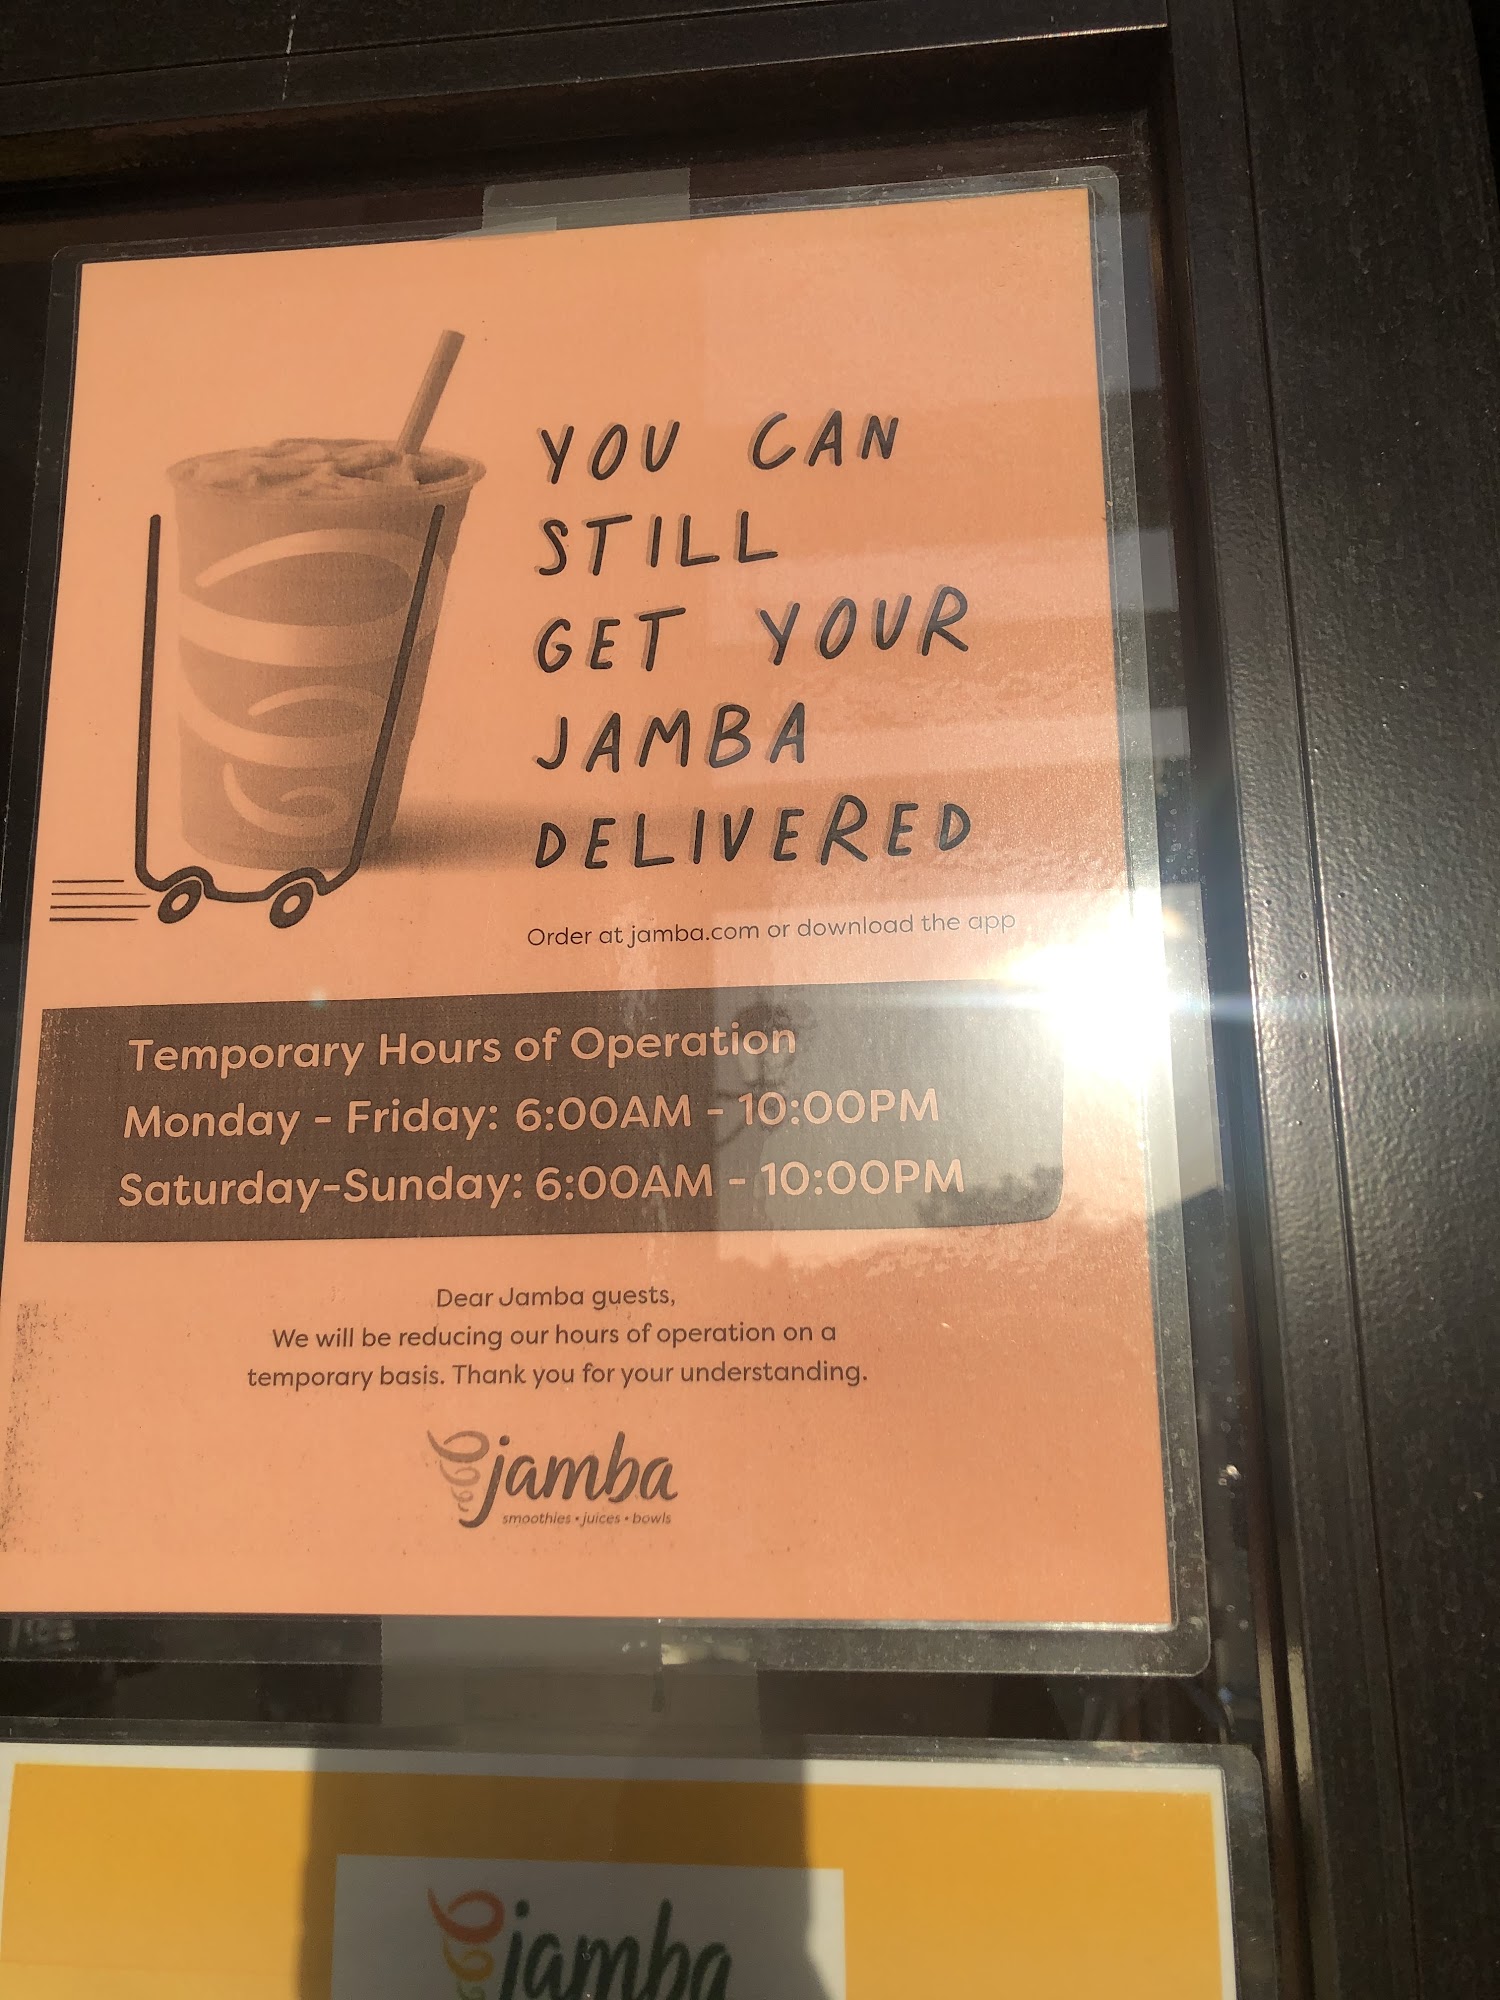 YOU CAN
STILL
GET YOUR
JAMBA
DELIVERED
Order at jamba.com or download the app
Temporary Hours of Operation
Monday - Friday: 6:00AM - 10:00PM
Saturday-Sunday: 6:00AM - 10:00PM
Dear Jamba guests,
We will be reducing our hours of operation on a
temporary basis. Thank you for your understanding.
jamba
smoothies • juices • bowls
jamba